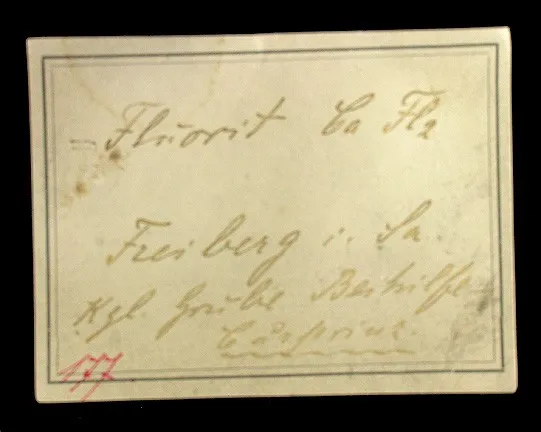 Fluorit Ca Fl2
Freiberg i. Sa.
Kgl. Grube Beihilfe
177